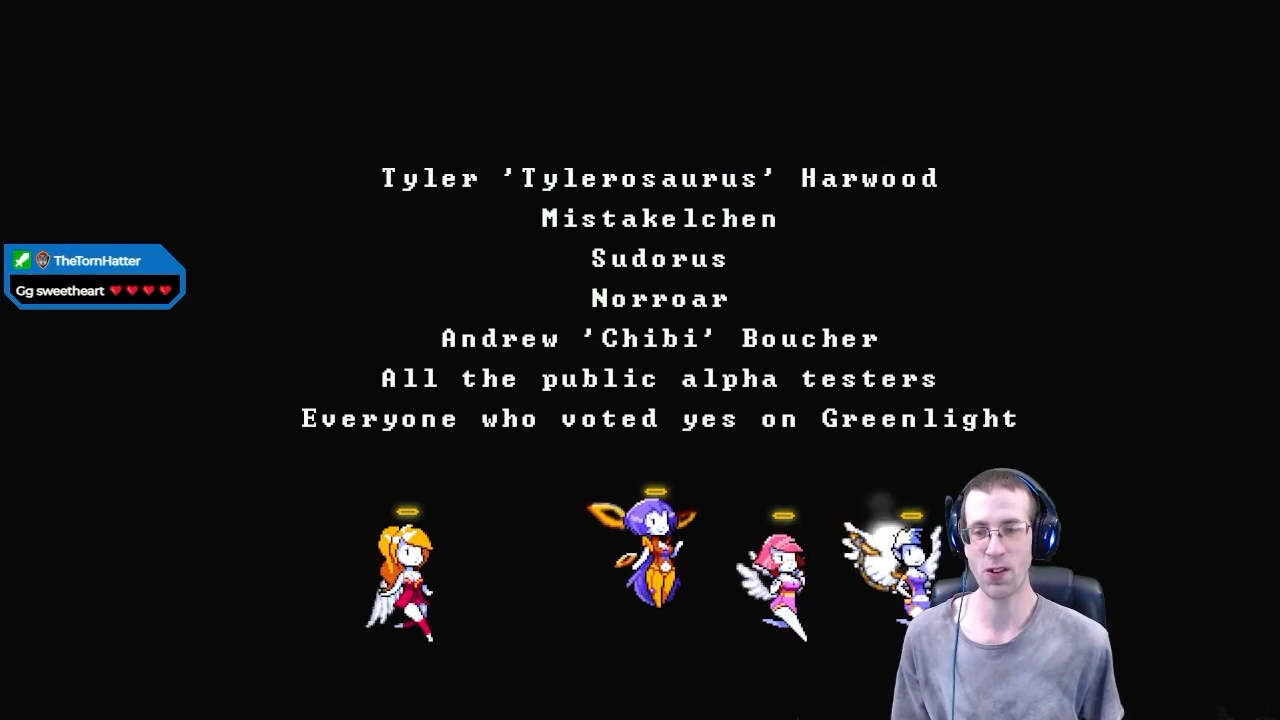 Tyler 'Tylerosaurus' Harwood
Mistakelchen
Sudorus
Norroar
Andrew 'Chibi' Boucher
All the public alpha testers
Everyone who voted yes on Greenlight
TheTornHatter
Gg sweetheart